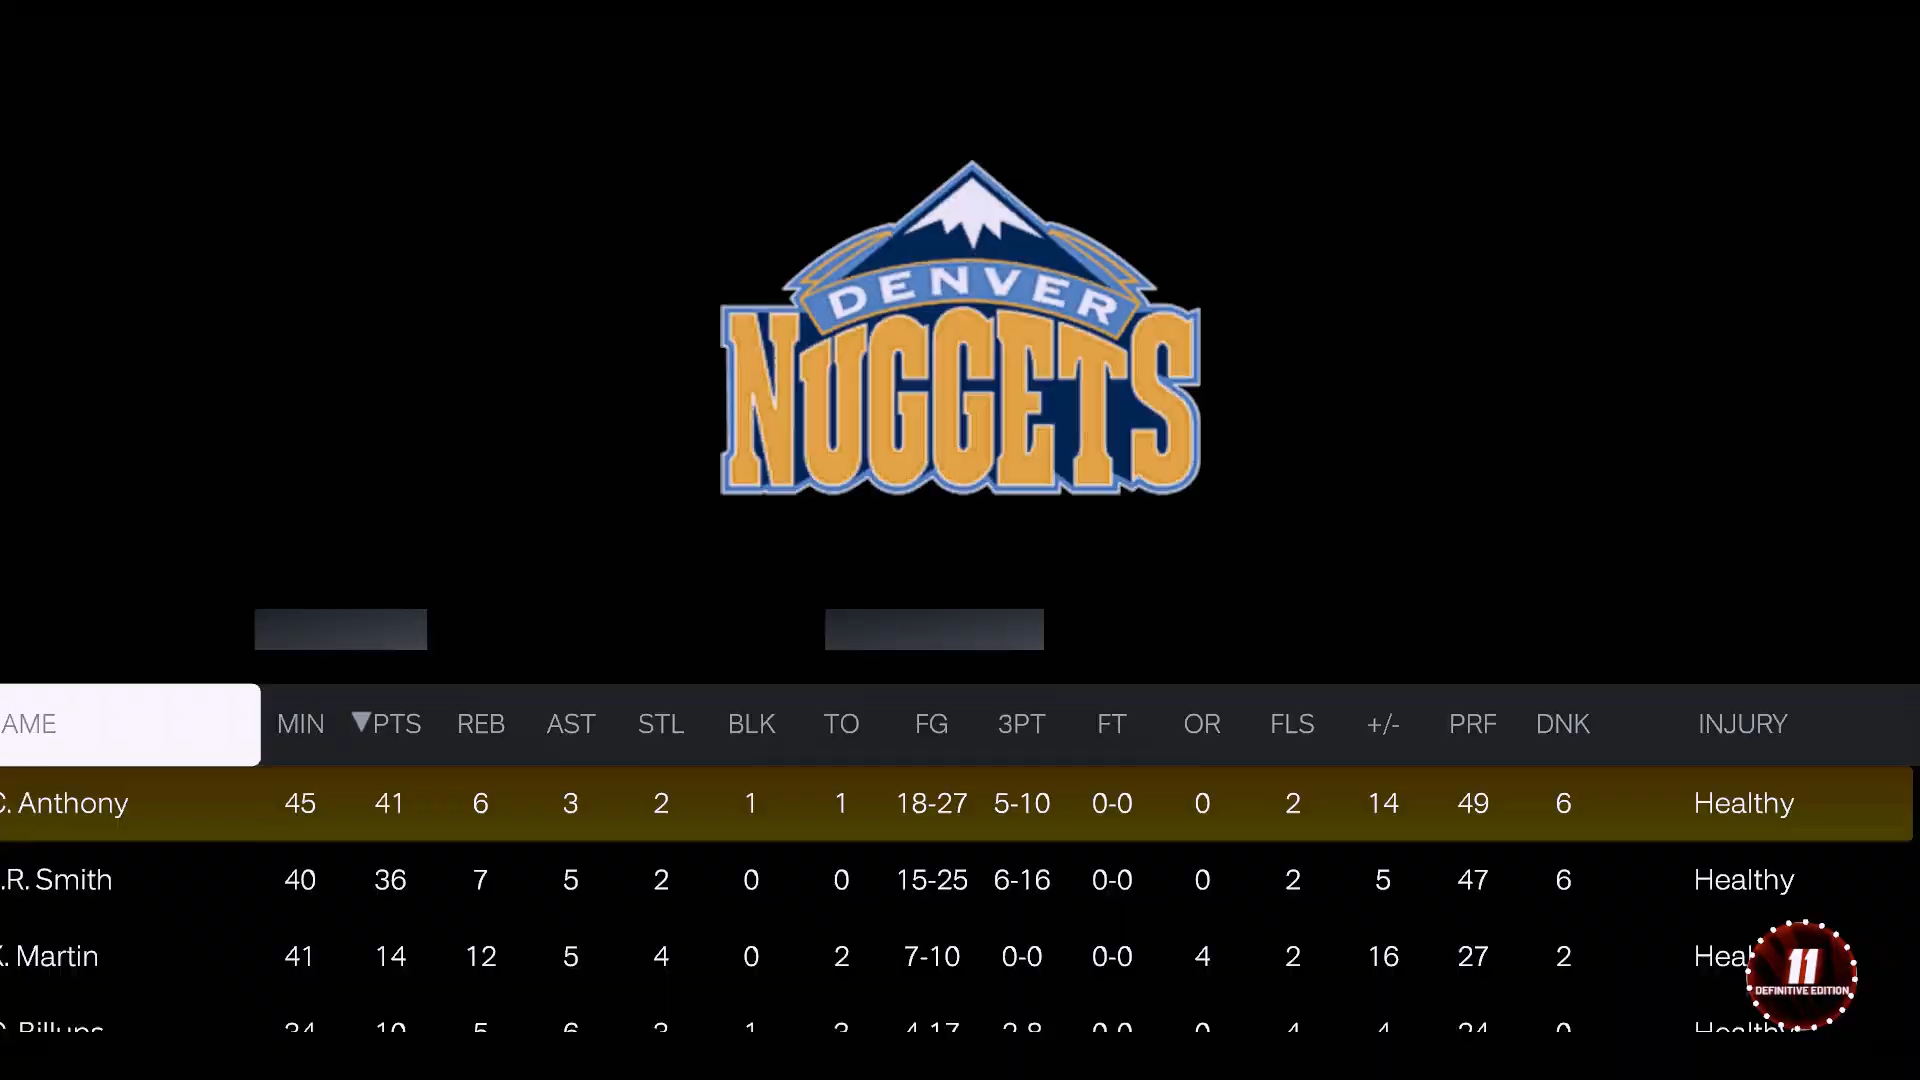 DENVER
NUGGETS
AME MIN ▼PTS REB AST STL BLK TO FG 3PT FT OR FLS +/- PRF DNK INJURY
C. Anthony 45 41 6 3 2 1 1 18-27 5-10 0-0 0 2 14 49 6 Healthy
.R. Smith 40 36 7 5 2 0 0 15-25 6-16 0-0 0 2 5 47 6 Healthy
K. Martin 41 14 12 5 4 0 2 7-10 0-0 0-0 4 2 16 27 2 Hea
11
DEFINITIVE EDITION